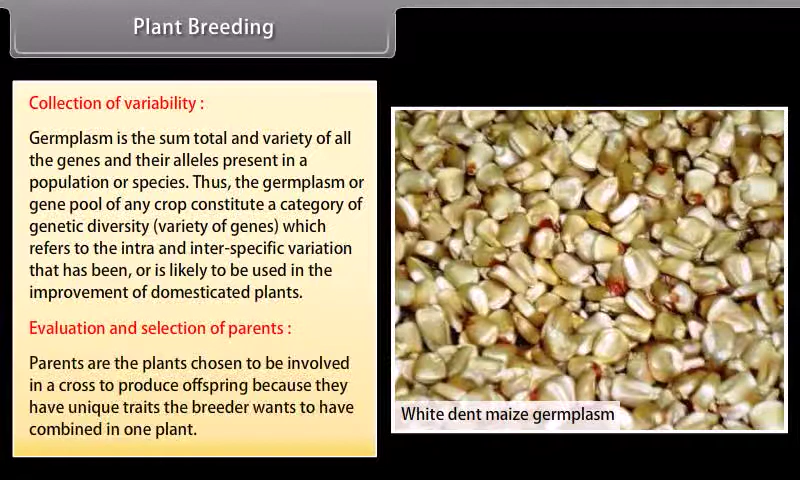 Plant Breeding
Collection of variability :
Germplasm is the sum total and variety of all
the genes and their alleles present in a
population or species. Thus, the germplasm or
gene pool of any crop constitute a category of
genetic diversity (variety of genes) which
refers to the intra and inter-specific variation
that has been, or is likely to be used in the
improvement of domesticated plants.
Evaluation and selection of parents :
Parents are the plants chosen to be involved
in a cross to produce offspring because they
have unique traits the breeder wants to have
combined in one plant.
White dent maize germplasm